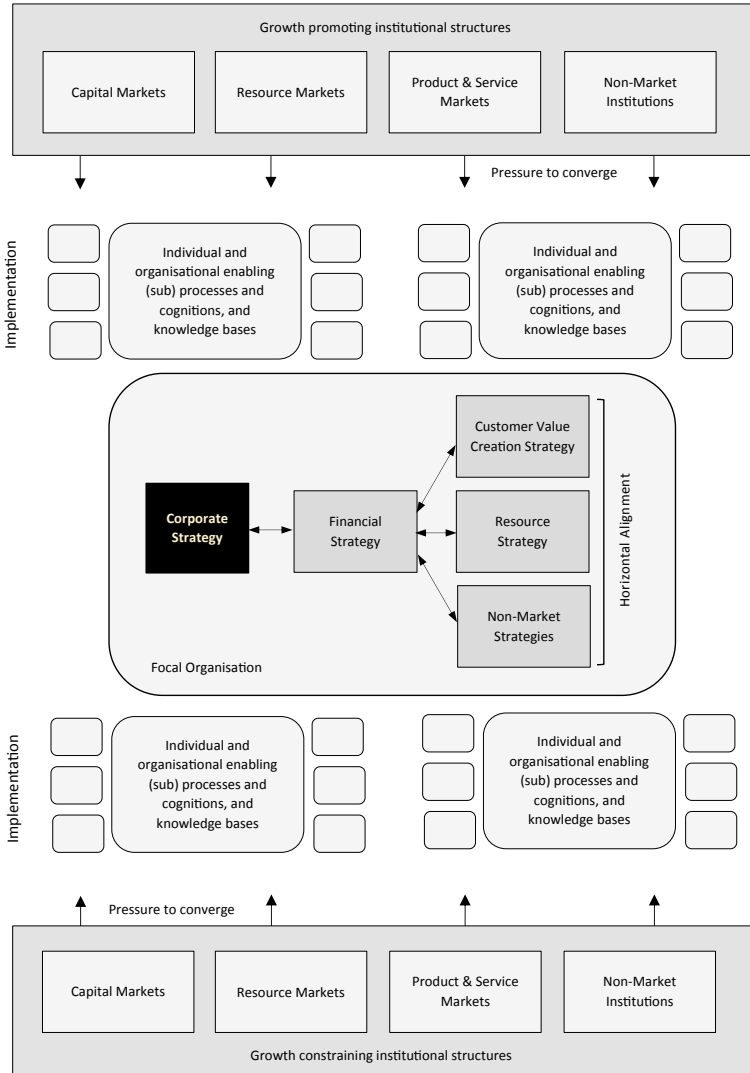 Growth promoting institutional structures
Capital Markets
Resource Markets
Product & Service
Markets
Non-Market
Institutions
Pressure to converge
Implementation
Individual and
organisational enabling
(sub) processes and
cognitions, and
knowledge bases
Individual and
organisational enabling
(sub) processes and
cognitions, and
knowledge bases
Corporate
Strategy
Financial
Strategy
Customer Value
Creation Strategy
Resource
Strategy
Non-Market
Strategies
Horizontal Alignment
Focal Organisation
Implementation
Individual and
organisational enabling
(sub) processes and
cognitions, and
knowledge bases
Individual and
organisational enabling
(sub) processes and
cognitions, and
knowledge bases
Pressure to converge
Capital Markets
Resource Markets
Product & Service
Markets
Non-Market
Institutions
Growth constraining institutional structures